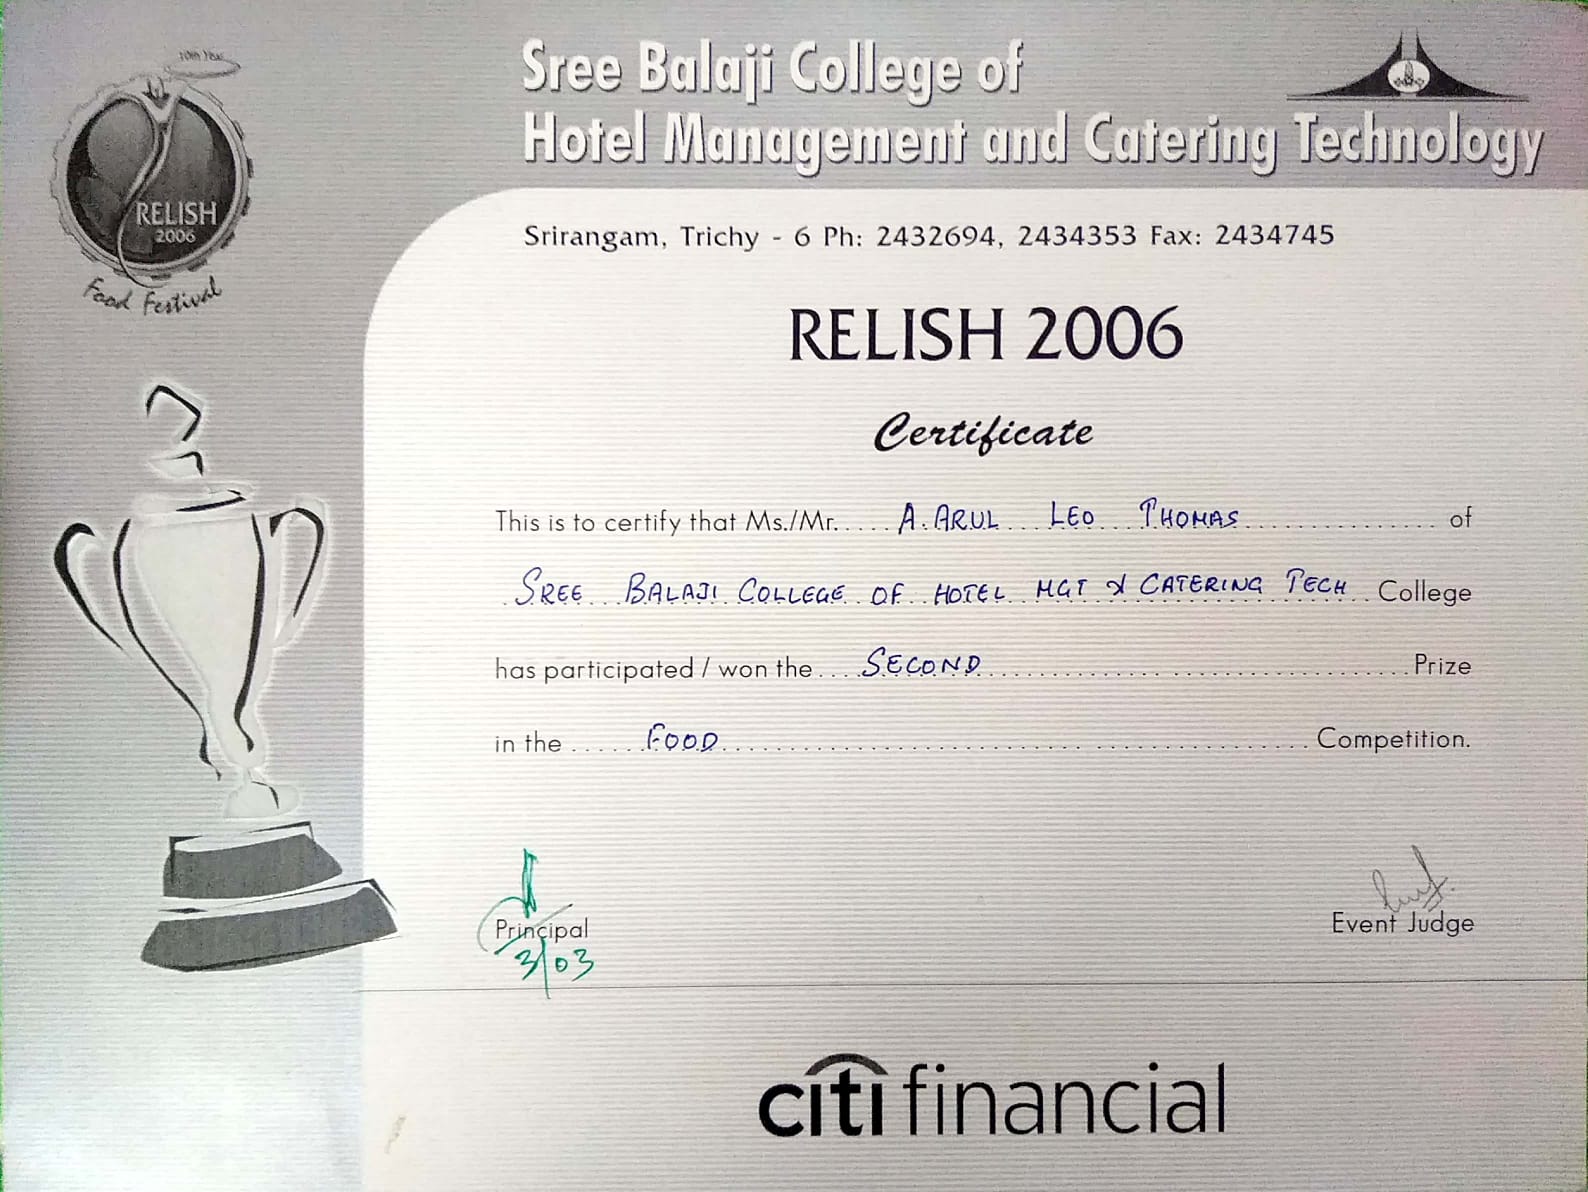 10th Year
Sree Balaji College of
Hotel Management and Catering Technology
RELISH
2006
Food Festival
Srirangam, Trichy - 6 Ph: 2432694, 2434353 Fax: 2434745
RELISH 2006
Certificate
This is to certify that Ms./Mr. A. ARUL LEO THOMAS of
SREE BALAJI COLLEGE OF HOTEL MGT & CATERING TECH College
has participated / won the SECOND Prize
in the FOOD Competition.
Principal
3/03
Event Judge
citi financial